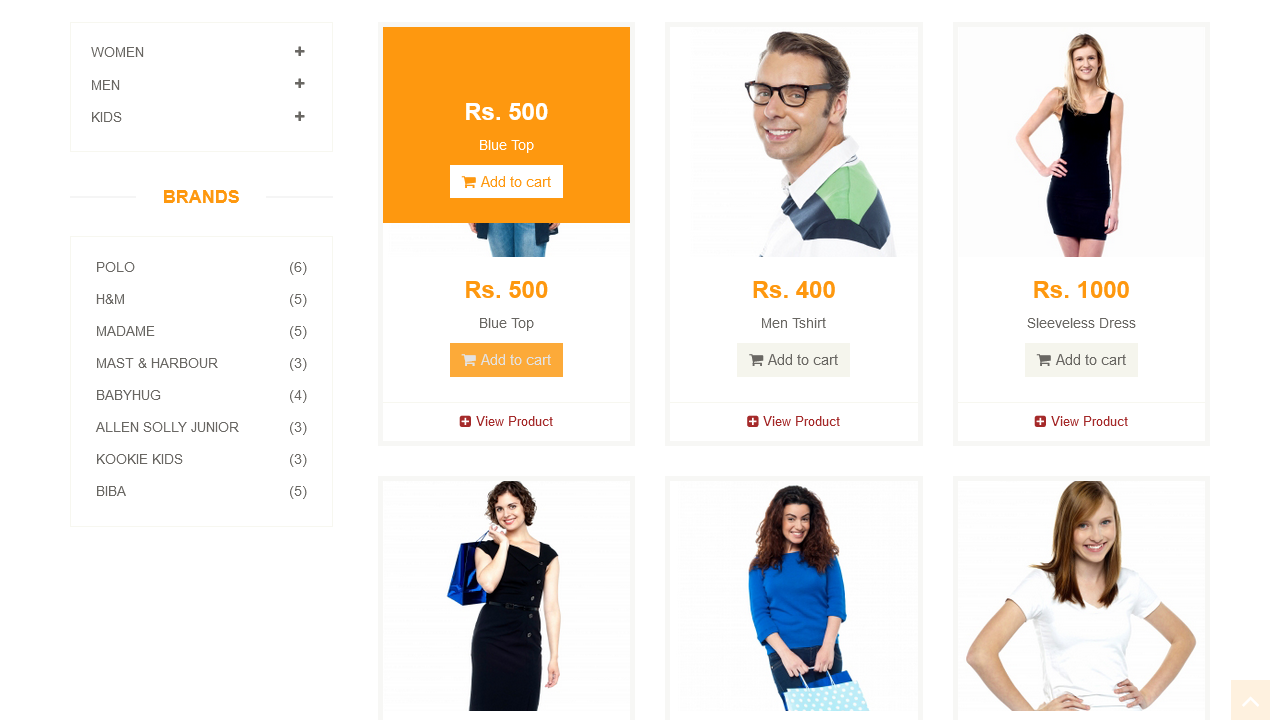 WOMEN
MEN
KIDS
BRANDS
POLO (6)
H&M (5)
MADAME (5)
MAST & HARBOUR (3)
BABYHUG (4)
ALLEN SOLLY JUNIOR (3)
KOOKIE KIDS (3)
BIBA (5)
Rs. 500
Blue Top
Add to cart
Rs. 500
Blue Top
Add to cart
View Product
Rs. 400
Men Tshirt
Add to cart
View Product
Rs. 1000
Sleeveless Dress
Add to cart
View Product